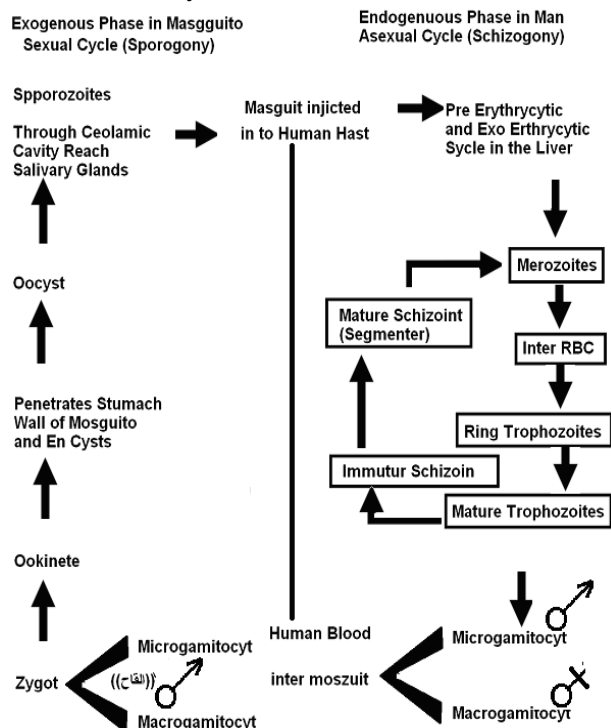 Exogenous Phase in Masgguito
Sexual Cycle (Sporogony)
Endogenuous Phase in Man
Asexual Cycle (Schizogony)
Spporozoites
Through Ceolamic
Cavity Reach
Salivary Glands
Masguit injicted
in to Human Hast
Pre Erythrycytic
and Exo Erthrycytic
Sycle in the Liver
Merozoites
Oocyst
Mature Schizoint
(Segmenter)
Inter RBC
Penetrates Stumach
Wall of Mosguito
and En Cysts
Ring Trophozoites
Immutur Schizoin
Mature Trophozoites
Ookinete
Microgamitocyt
Human Blood
Microgamitocyt
Zygot
inter moszuit
Macrogamitocyt
Macrogamitocyt